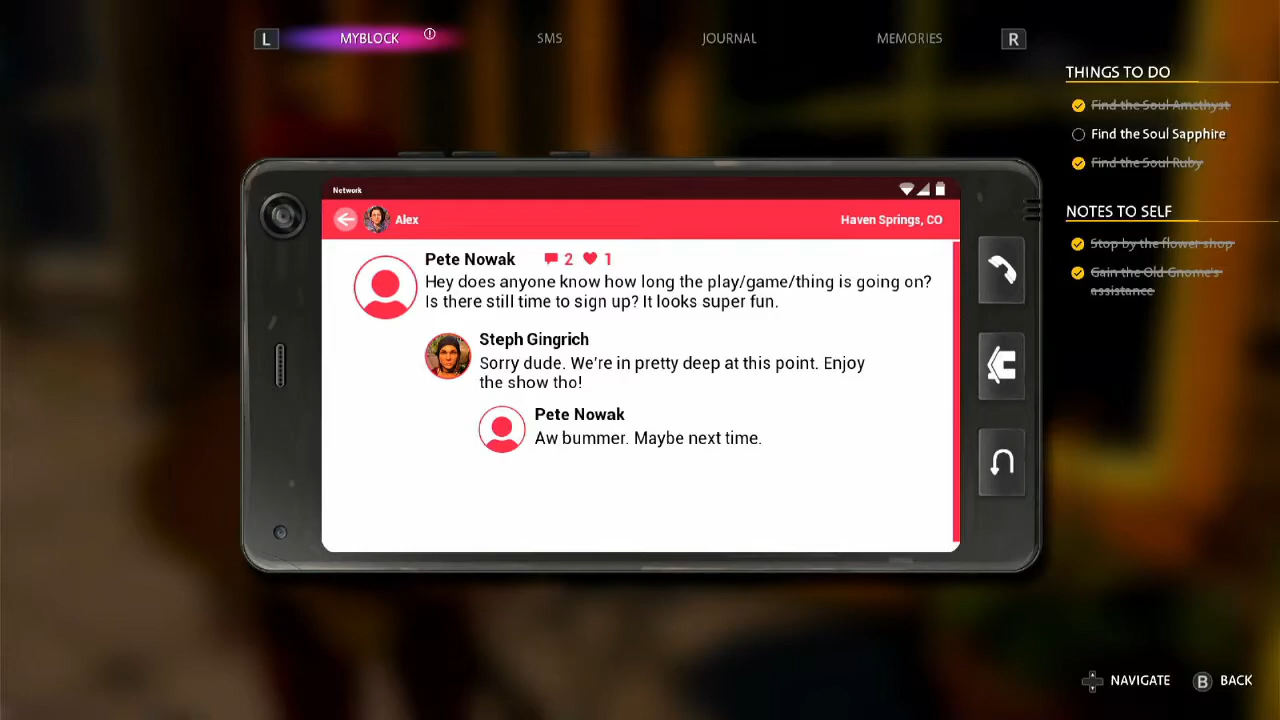 L
MYBLOCK
SMS
JOURNAL
MEMORIES
R
THINGS TO DO
Find the Soul Amethyst
Find the Soul Sapphire
Find the Soul Ruby
NOTES TO SELF
Stop by the flower shop
Gain the Old Gnome's
assistance
Network
Alex
Haven Springs, CO
Pete Nowak 2 1
Hey does anyone know how long the play/game/thing is going on?
Is there still time to sign up? It looks super fun.
Steph Gingrich
Sorry dude. We're in pretty deep at this point. Enjoy
the show tho!
Pete Nowak
Aw bummer. Maybe next time.
NAVIGATE
B BACK